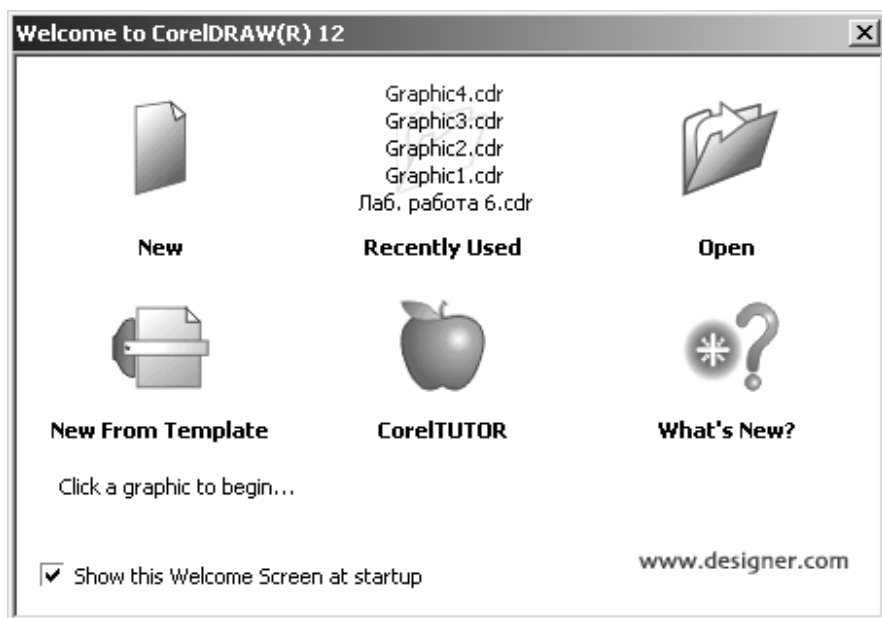 Welcome to CorelDRAW(R) 12
Graphic4.cdr
Graphic3.cdr
Graphic2.cdr
Graphic1.cdr
Лаб. работа 6.cdr
New
Recently Used
Open
New From Template
CorelTUTOR
What's New?
Click a graphic to begin...
Show this Welcome Screen at startup
www.designer.com